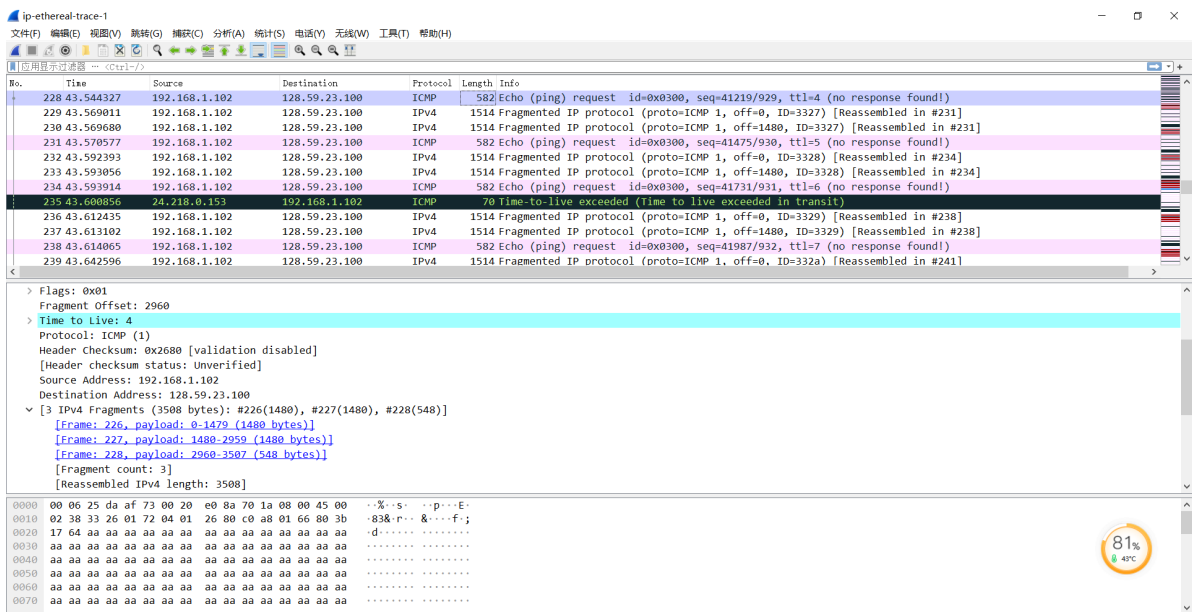 ip-ethereal-trace-1
文件(F) 编辑(E) 视图(V) 跳转(G) 捕获(C) 分析(A) 统计(S) 电话(Y) 无线(W) 工具(T) 帮助(H)
应用显示过滤器 … <Ctrl-/>
No. Time Source Destination Protocol Length Info
228 43.544327 192.168.1.102 128.59.23.100 ICMP 582 Echo (ping) request id=0x0300, seq=41219/929, ttl=4 (no response found!)
229 43.569011 192.168.1.102 128.59.23.100 IPv4 1514 Fragmented IP protocol (proto=ICMP 1, off=0, ID=3327) [Reassembled in #231]
230 43.569680 192.168.1.102 128.59.23.100 IPv4 1514 Fragmented IP protocol (proto=ICMP 1, off=1480, ID=3327) [Reassembled in #231]
231 43.570577 192.168.1.102 128.59.23.100 ICMP 582 Echo (ping) request id=0x0300, seq=41475/930, ttl=5 (no response found!)
232 43.592393 192.168.1.102 128.59.23.100 IPv4 1514 Fragmented IP protocol (proto=ICMP 1, off=0, ID=3328) [Reassembled in #234]
233 43.593056 192.168.1.102 128.59.23.100 IPv4 1514 Fragmented IP protocol (proto=ICMP 1, off=1480, ID=3328) [Reassembled in #234]
234 43.593914 192.168.1.102 128.59.23.100 ICMP 582 Echo (ping) request id=0x0300, seq=41731/931, ttl=6 (no response found!)
235 43.600856 24.218.0.153 192.168.1.102 ICMP 70 Time-to-live exceeded (Time to live exceeded in transit)
236 43.612435 192.168.1.102 128.59.23.100 IPv4 1514 Fragmented IP protocol (proto=ICMP 1, off=0, ID=3329) [Reassembled in #238]
237 43.613102 192.168.1.102 128.59.23.100 IPv4 1514 Fragmented IP protocol (proto=ICMP 1, off=1480, ID=3329) [Reassembled in #238]
238 43.614065 192.168.1.102 128.59.23.100 ICMP 582 Echo (ping) request id=0x0300, seq=41987/932, ttl=7 (no response found!)
239 43.642596 192.168.1.102 128.59.23.100 IPv4 1514 Fragmented IP protocol (proto=ICMP 1, off=0, ID=332a) [Reassembled in #241]
Flags: 0x01
Fragment Offset: 2960
Time to Live: 4
Protocol: ICMP (1)
Header Checksum: 0x2680 [validation disabled]
[Header checksum status: Unverified]
Source Address: 192.168.1.102
Destination Address: 128.59.23.100
[3 IPv4 Fragments (3508 bytes): #226(1480), #227(1480), #228(548)]
[Frame: 226, payload: 0-1479 (1480 bytes)]
[Frame: 227, payload: 1480-2959 (1480 bytes)]
[Frame: 228, payload: 2960-3507 (548 bytes)]
[Fragment count: 3]
[Reassembled IPv4 length: 3508]
0000 00 06 25 da af 73 00 20 e0 8a 70 1a 08 00 45 00 ··%··s· ··p···E·
0010 02 38 33 26 01 72 04 01 26 80 c0 a8 01 66 80 3b ·83&·r·· &····f·;
0020 17 64 aa aa aa aa aa aa aa aa aa aa aa aa aa aa ·d······ ········
0030 aa aa aa aa aa aa aa aa aa aa aa aa aa aa aa aa ········ ········
0040 aa aa aa aa aa aa aa aa aa aa aa aa aa aa aa aa ········ ········
0050 aa aa aa aa aa aa aa aa aa aa aa aa aa aa aa aa ········ ········
0060 aa aa aa aa aa aa aa aa aa aa aa aa aa aa aa aa ········ ········
0070 aa aa aa aa aa aa aa aa aa aa aa aa aa aa aa aa ········ ········
81%
43°C